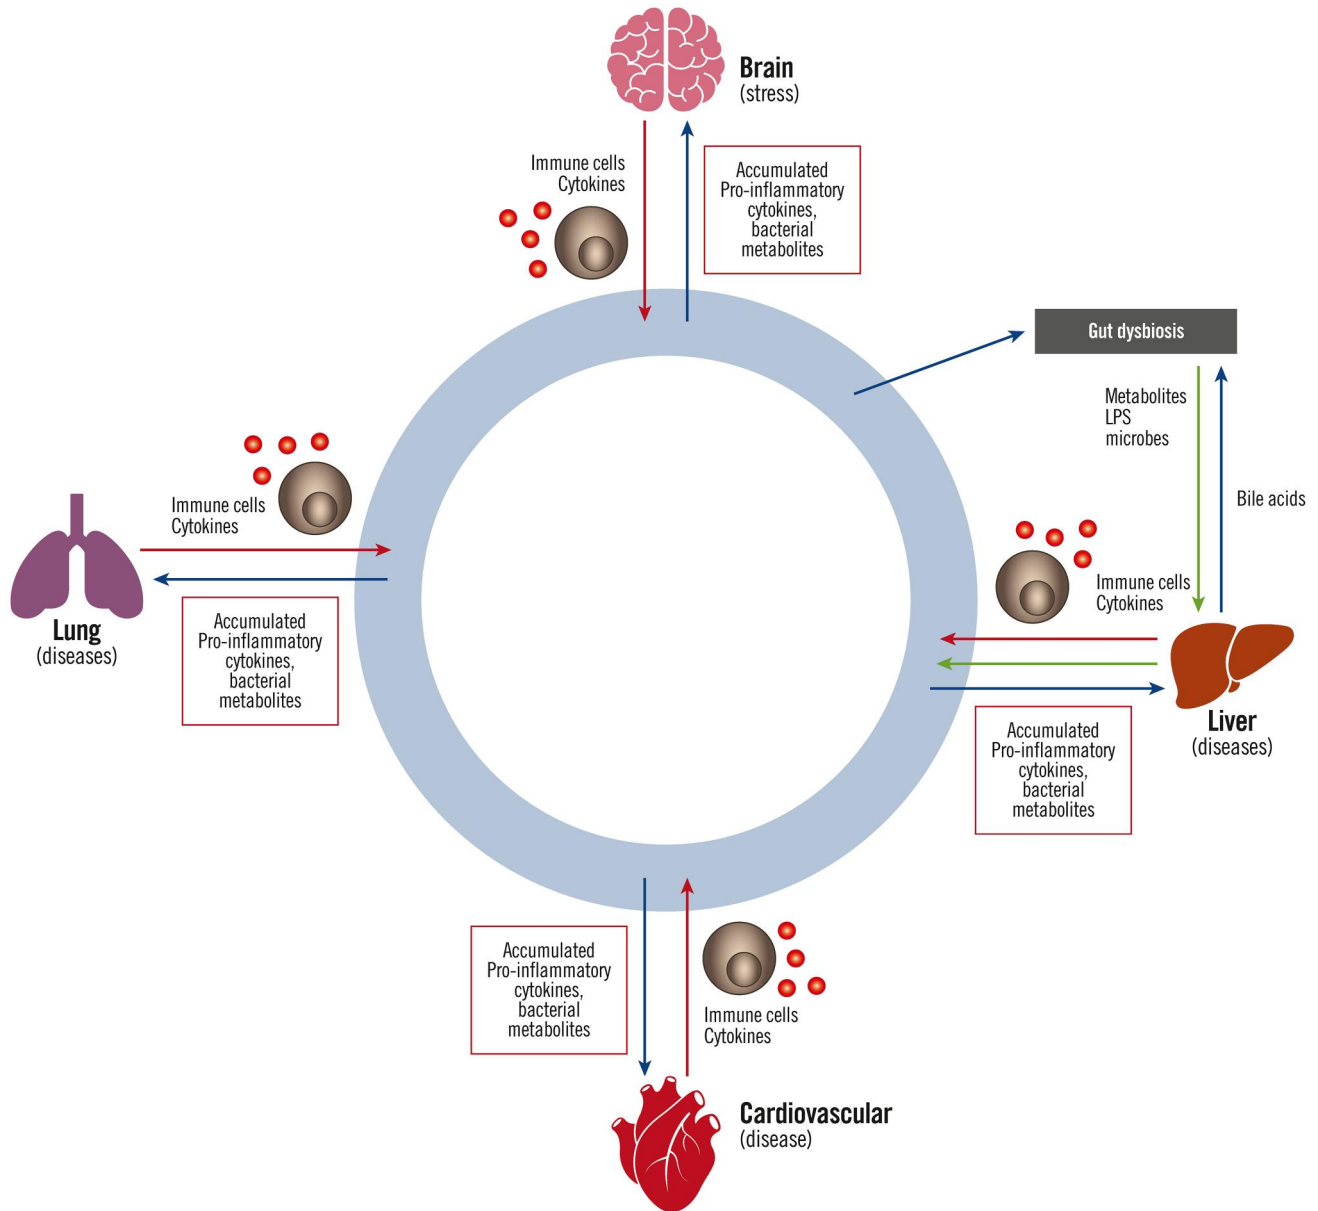 Brain
(stress)
Immune cells
Cytokines
Accumulated
Pro-inflammatory
cytokines,
bacterial
metabolites
Gut dysbiosis
Metabolites
LPS
microbes
Bile acids
Immune cells
Cytokines
Lung
(diseases)
Accumulated
Pro-inflammatory
cytokines,
bacterial
metabolites
Immune cells
Cytokines
Liver
(diseases)
Accumulated
Pro-inflammatory
cytokines,
bacterial
metabolites
Accumulated
Pro-inflammatory
cytokines,
bacterial
metabolites
Immune cells
Cytokines
Cardiovascular
(disease)